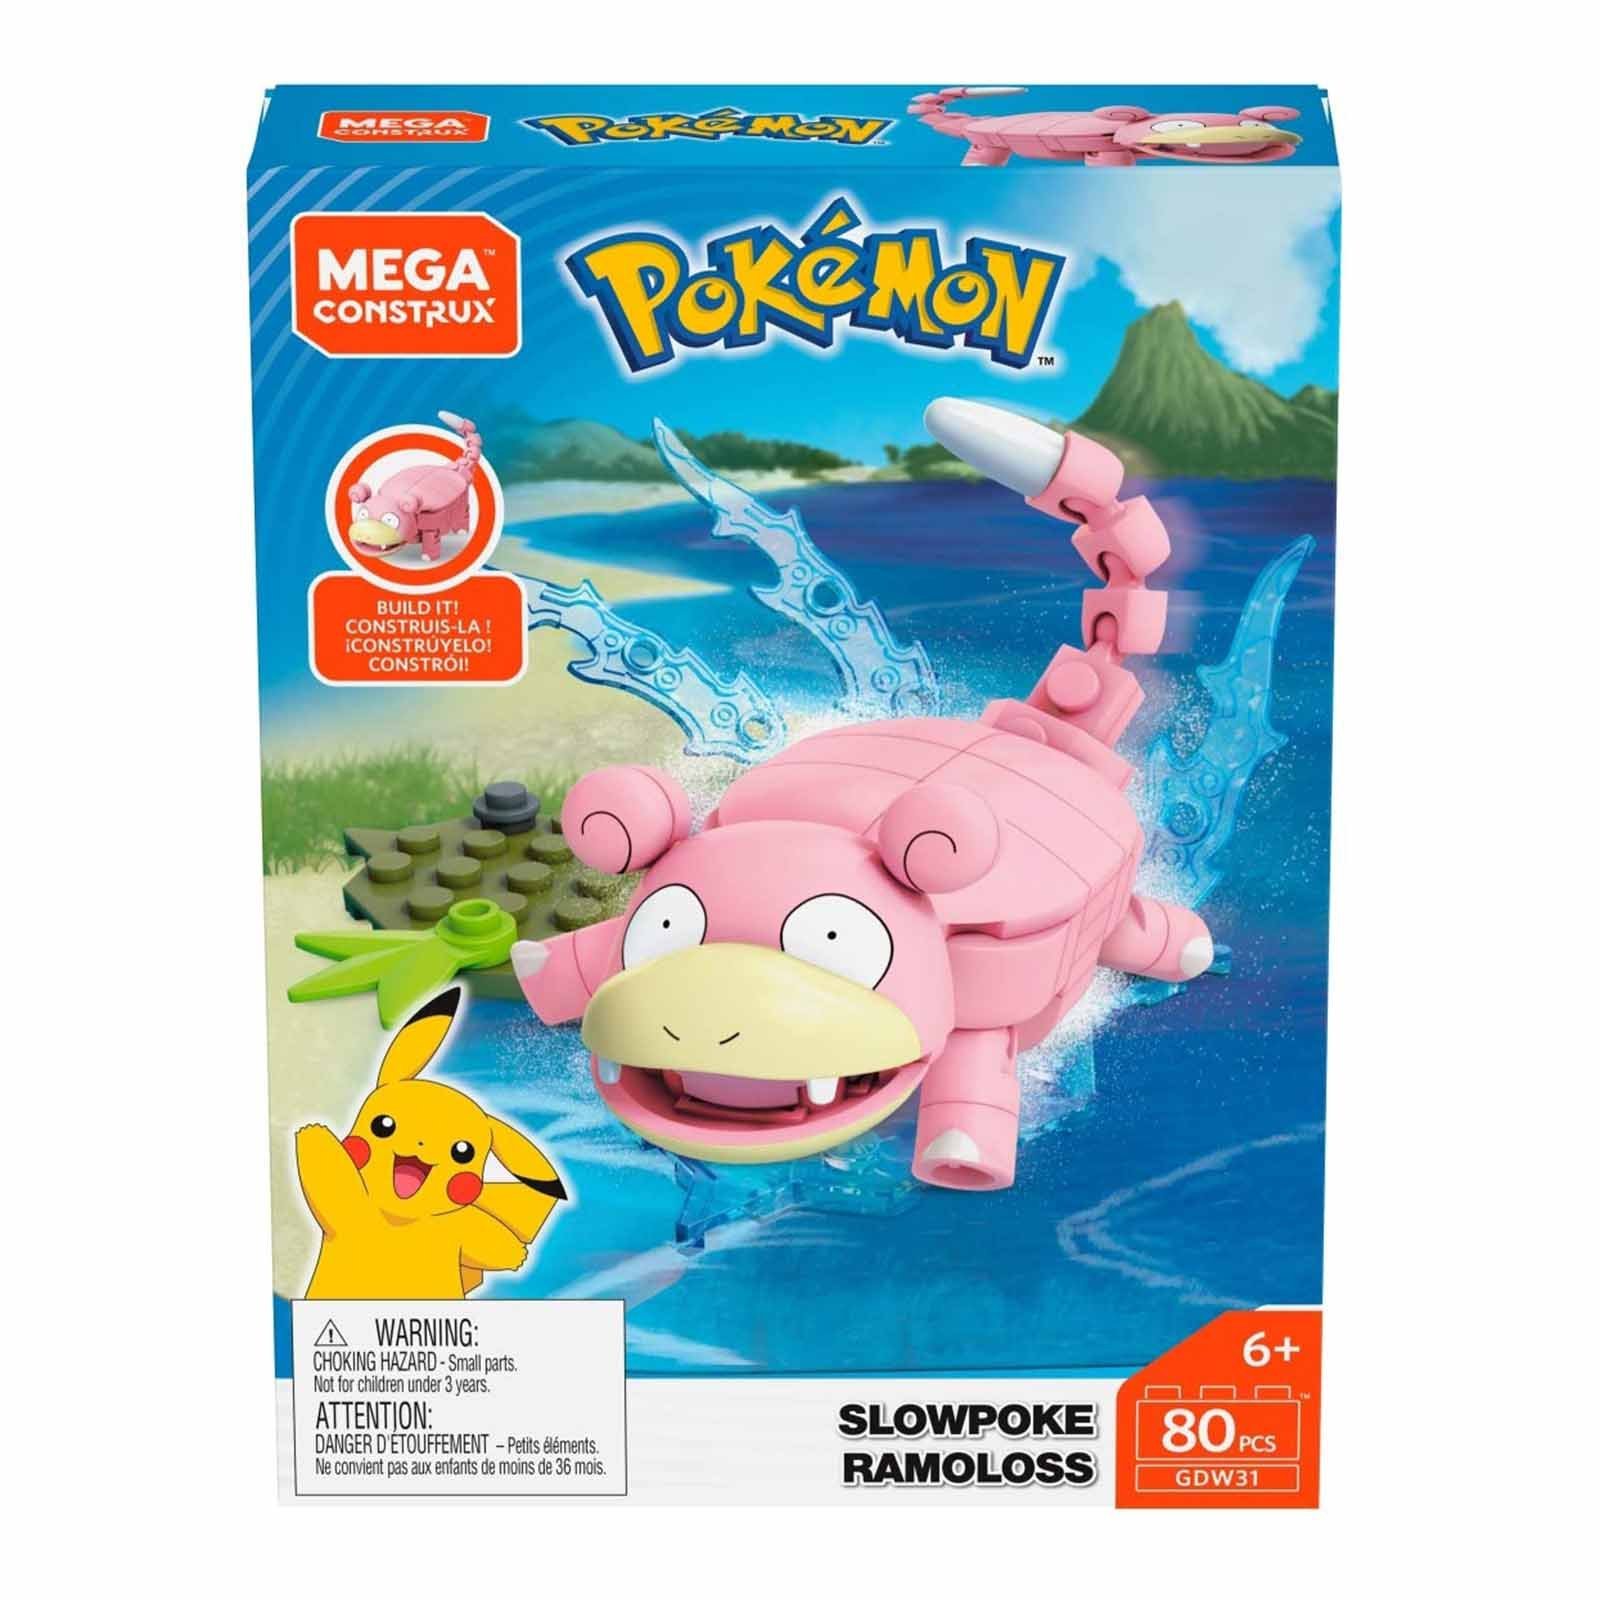 MEGA
CONSTRUX
POKéMON
MEGA™
CONSTRUX
POKéMON™
BUILD IT!
CONSTRUIS-LA !
¡CONSTRÚYELO!
CONSTRÓI!
⚠ WARNING:
CHOKING HAZARD - Small parts.
Not for children under 3 years.
ATTENTION:
DANGER D'ÉTOUFFEMENT – Petits éléments.
Ne convient pas aux enfants de moins de 36 mois.
SLOWPOKE
RAMOLOSS
6+
80 PCS ™
GDW31